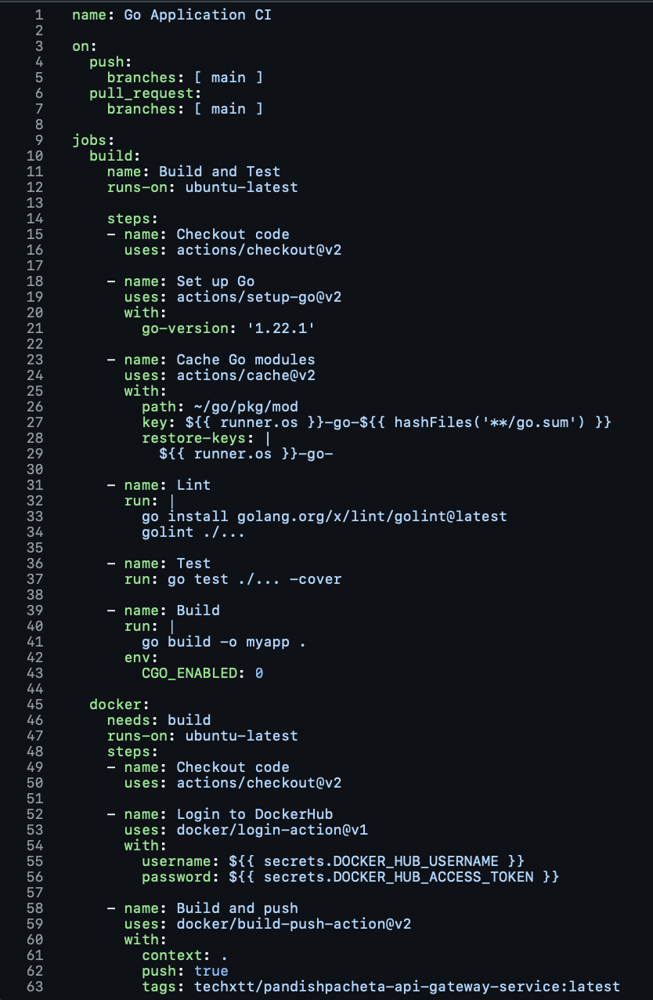 1 name: Go Application CI
2
3 on:
4   push:
5     branches: [ main ]
6   pull_request:
7     branches: [ main ]
8
9 jobs:
10   build:
11     name: Build and Test
12     runs-on: ubuntu-latest
13
14     steps:
15     - name: Checkout code
16       uses: actions/checkout@v2
17
18     - name: Set up Go
19       uses: actions/setup-go@v2
20       with:
21         go-version: '1.22.1'
22
23     - name: Cache Go modules
24       uses: actions/cache@v2
25       with:
26         path: ~/go/pkg/mod
27         key: ${{ runner.os }}-go-${{ hashFiles('**/go.sum') }}
28         restore-keys: |
29           ${{ runner.os }}-go-
30
31     - name: Lint
32       run: |
33         go install golang.org/x/lint/golint@latest
34         golint ./...
35
36     - name: Test
37       run: go test ./... -cover
38
39     - name: Build
40       run: |
41         go build -o myapp .
42       env:
43         CGO_ENABLED: 0
44
45   docker:
46     needs: build
47     runs-on: ubuntu-latest
48     steps:
49     - name: Checkout code
50       uses: actions/checkout@v2
51
52     - name: Login to DockerHub
53       uses: docker/login-action@v1
54       with:
55         username: ${{ secrets.DOCKER_HUB_USERNAME }}
56         password: ${{ secrets.DOCKER_HUB_ACCESS_TOKEN }}
57
58     - name: Build and push
59       uses: docker/build-push-action@v2
60       with:
61         context: .
62         push: true
63         tags: techxtt/pandishpacheta-api-gateway-service:latest